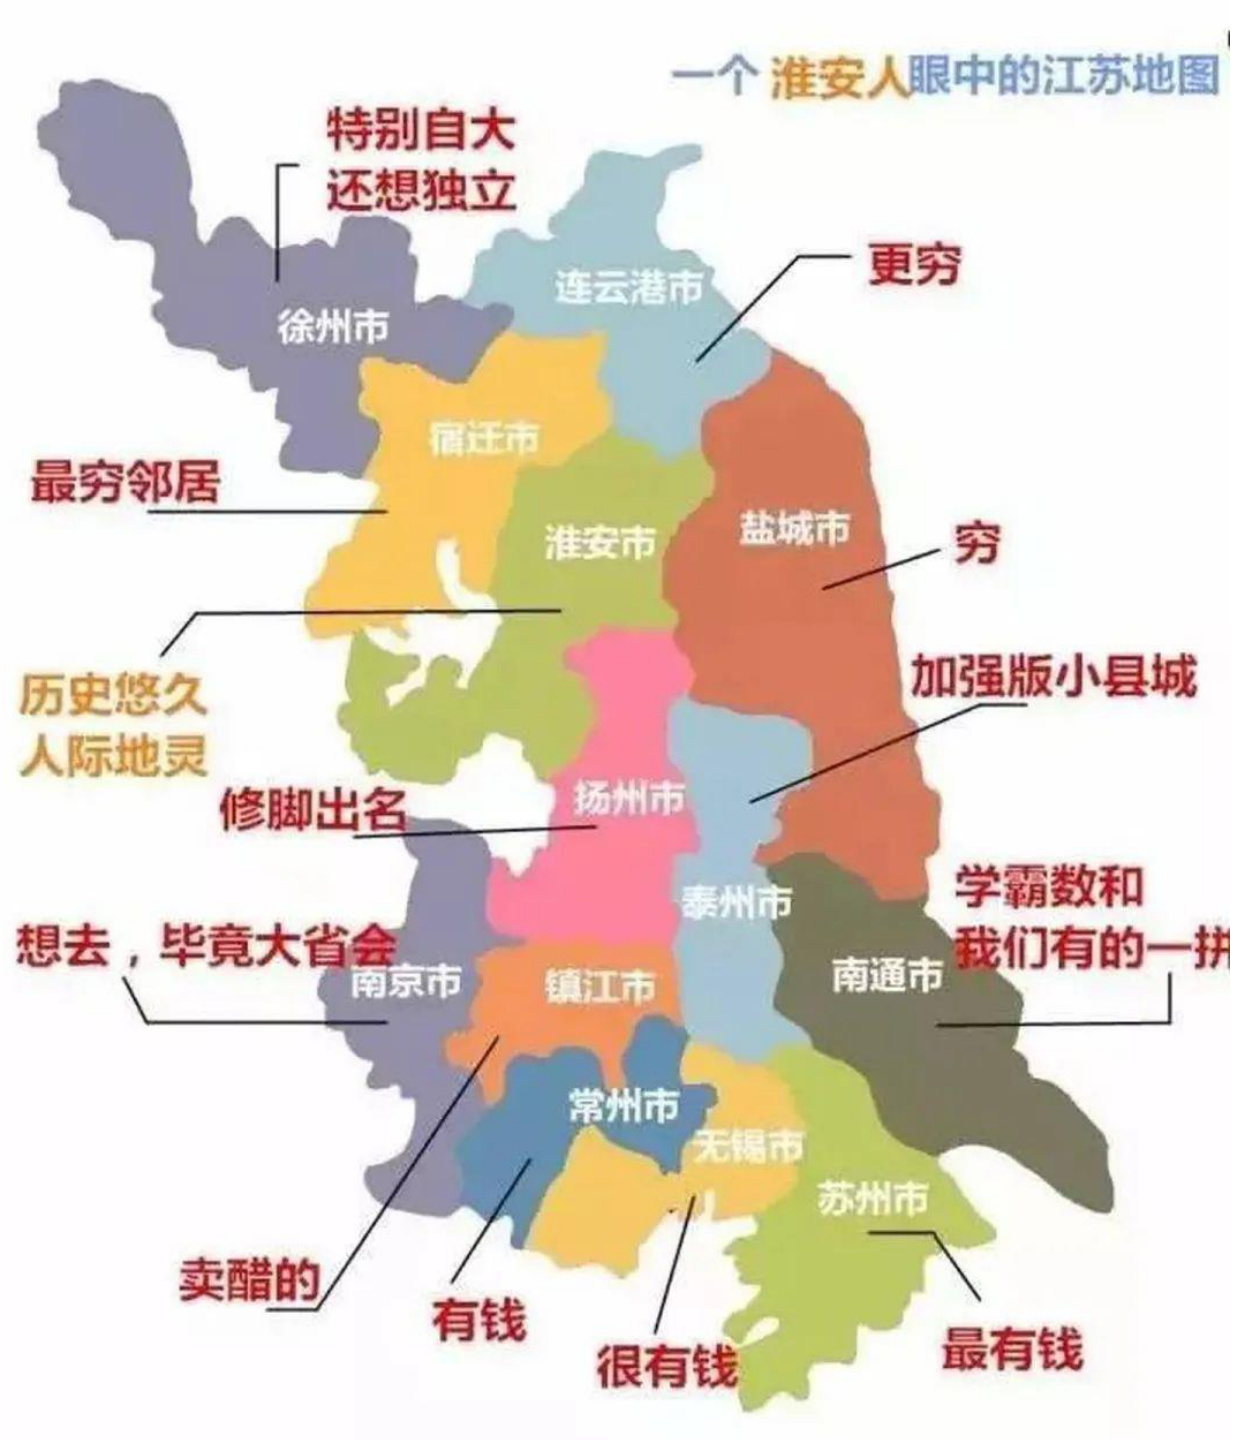 一个 淮安人眼中的江苏地图
特别自大
还想独立
更穷
连云港市
徐州市
宿迁市
最穷邻居
淮安市
盐城市
穷
历史悠久
人际地灵
加强版小县城
扬州市
修脚出名
泰州市
学霸数和
我们有的一拼
想去，毕竟大省会
南京市
镇江市
南通市
常州市
无锡市
苏州市
卖醋的
有钱
很有钱
最有钱